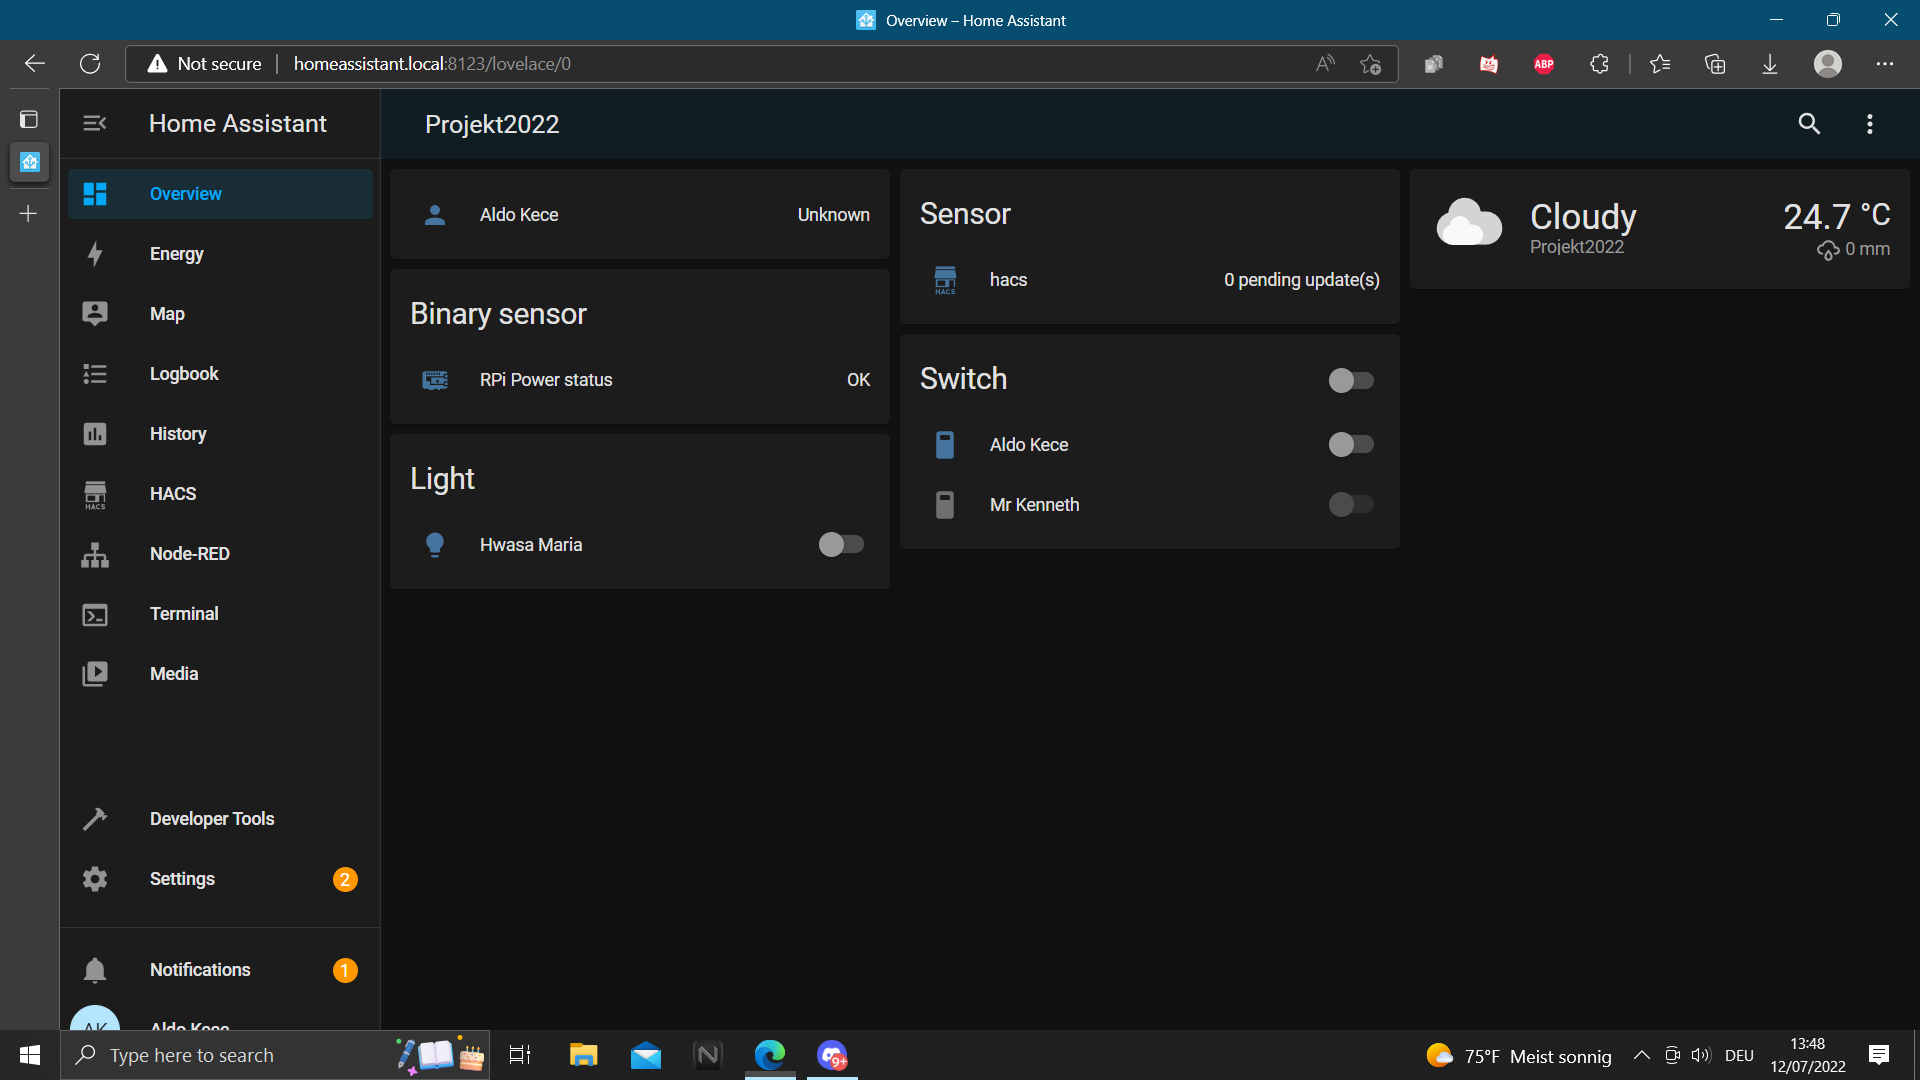 Overview – Home Assistant
Not secure
homeassistant.local:8123/lovelace/0
ABP
Home Assistant
Projekt2022
Overview
Energy
Map
Logbook
History
HACS
HACS
Node-RED
Terminal
Media
Developer Tools
Settings 2
Notifications 1
AK Aldo Kece
Aldo Kece Unknown
Binary sensor
RPi Power status OK
Light
Hwasa Maria
Sensor
HACS
hacs 0 pending update(s)
Switch
Aldo Kece
Mr Kenneth
Cloudy 24.7 °C
Projekt2022 0 mm
Type here to search
N
9+
75°F Meist sonnig
DEU
13:48
12/07/2022